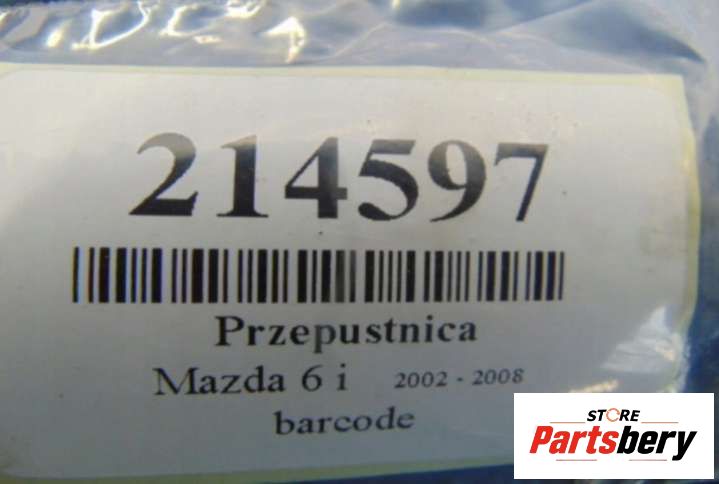 214597
Przepustnica
Mazda 6 i 2002 - 2008
barcode
STORE
Partsbery